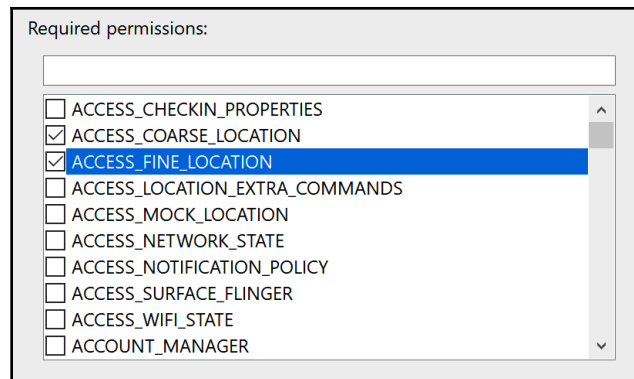 Required permissions:
ACCESS_CHECKIN_PROPERTIES
ACCESS_COARSE_LOCATION
ACCESS_FINE_LOCATION
ACCESS_LOCATION_EXTRA_COMMANDS
ACCESS_MOCK_LOCATION
ACCESS_NETWORK_STATE
ACCESS_NOTIFICATION_POLICY
ACCESS_SURFACE_FLINGER
ACCESS_WIFI_STATE
ACCOUNT_MANAGER